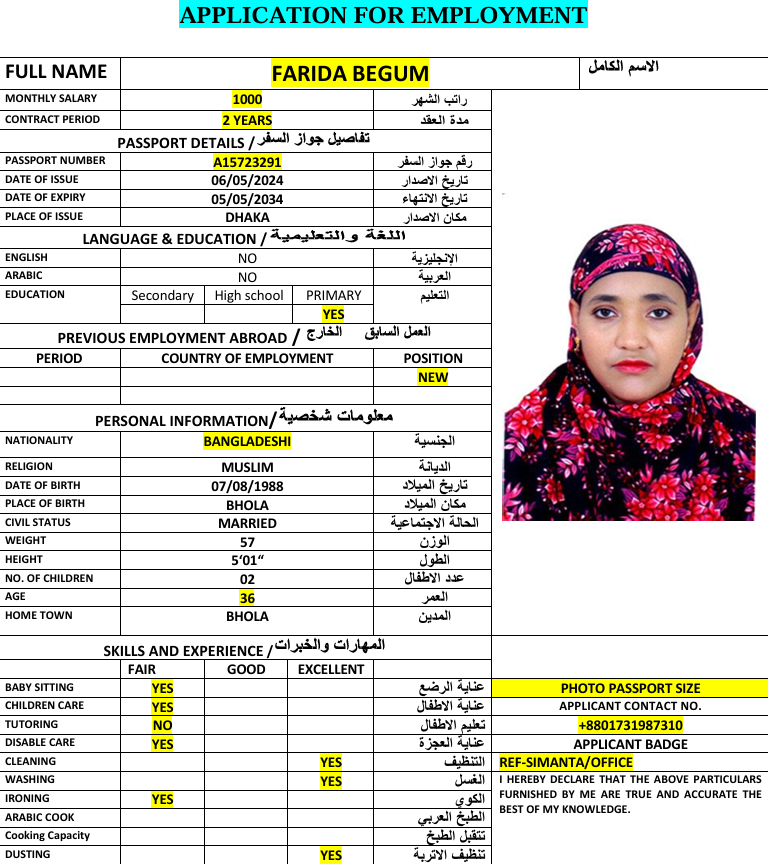 APPLICATION FOR EMPLOYMENT
FULL NAME FARIDA BEGUM الاسم الكامل
MONTHLY SALARY 1000 راتب الشهر
CONTRACT PERIOD 2 YEARS مدة العقد
PASSPORT DETAILS / تفاصيل جواز السفر
PASSPORT NUMBER A15723291 رقم جواز السفر
DATE OF ISSUE 06/05/2024 تاريخ الاصدار
DATE OF EXPIRY 05/05/2034 تاريخ الانتهاء
PLACE OF ISSUE DHAKA مكان الاصدار
LANGUAGE & EDUCATION / اللغة والتعليمية
ENGLISH NO الإنجليزية
ARABIC NO العربية
EDUCATION Secondary High school PRIMARY التعليم
YES
PREVIOUS EMPLOYMENT ABROAD / العمل السابق الخارج
PERIOD COUNTRY OF EMPLOYMENT POSITION
NEW
PERSONAL INFORMATION/ معلومات شخصية
NATIONALITY BANGLADESHI الجنسية
RELIGION MUSLIM الديانة
DATE OF BIRTH 07/08/1988 تاريخ الميلاد
PLACE OF BIRTH BHOLA مكان الميلاد
CIVIL STATUS MARRIED الحالة الاجتماعية
WEIGHT 57 الوزن
HEIGHT 5‘01“ الطول
NO. OF CHILDREN 02 عدد الاطفال
AGE 36 العمر
HOME TOWN BHOLA المدين
SKILLS AND EXPERIENCE / المهارات والخبرات
FAIR GOOD EXCELLENT
BABY SITTING YES عناية الرضع
CHILDREN CARE YES عناية الاطفال
TUTORING NO تعليم الاطفال
DISABLE CARE YES عناية العجزة
CLEANING YES التنظيف
WASHING YES الغسل
IRONING YES الكوي
ARABIC COOK الطبخ العربي
Cooking Capacity تتقبل الطبخ
DUSTING YES تنظيف الاتربة
PHOTO PASSPORT SIZE
APPLICANT CONTACT NO.
+8801731987310
APPLICANT BADGE
REF-SIMANTA/OFFICE
I HEREBY DECLARE THAT THE ABOVE PARTICULARS
FURNISHED BY ME ARE TRUE AND ACCURATE THE
BEST OF MY KNOWLEDGE.